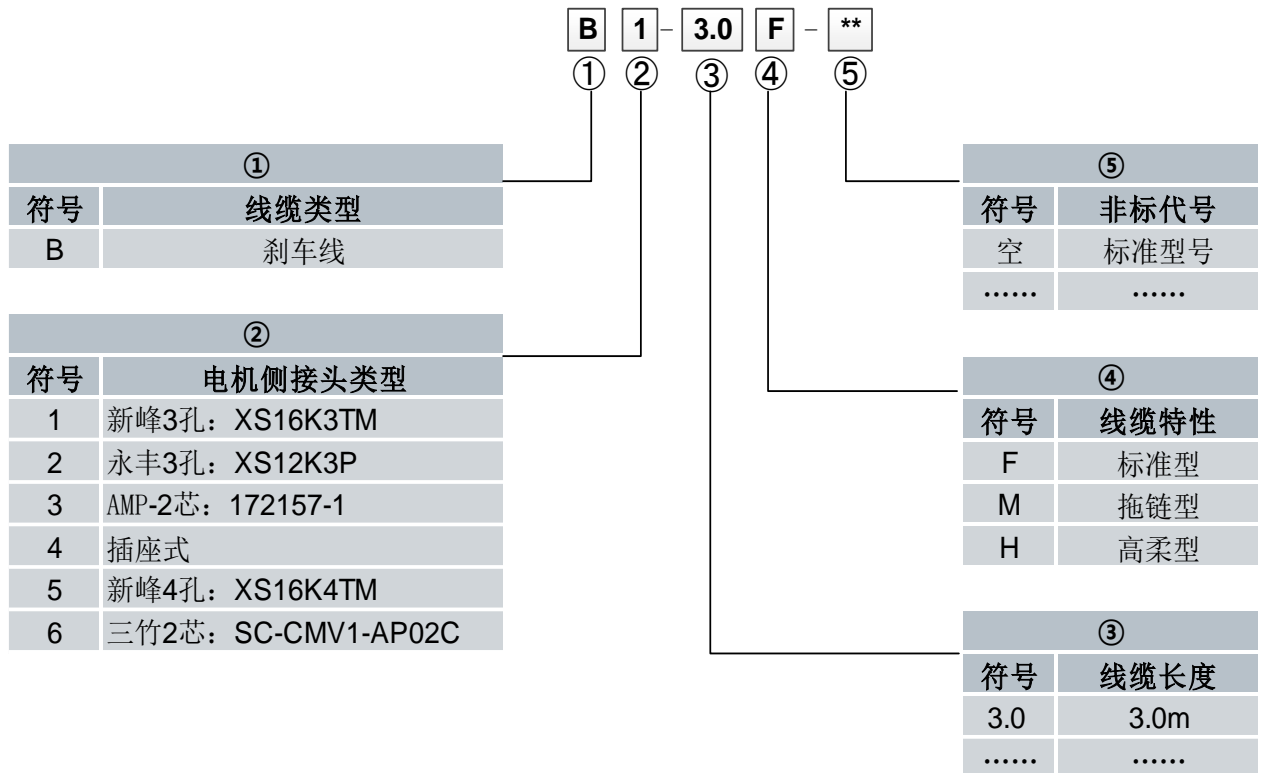 B 1 - 3.0 F - **
① ② ③ ④ ⑤
①
符号 线缆类型
B 刹车线
②
符号 电机侧接头类型
1 新峰3孔：XS16K3TM
2 永丰3孔：XS12K3P
3 AMP-2芯：172157-1
4 插座式
5 新峰4孔：XS16K4TM
6 三竹2芯：SC-CMV1-AP02C
⑤
符号 非标代号
空 标准型号
…… ……
④
符号 线缆特性
F 标准型
M 拖链型
H 高柔型
③
符号 线缆长度
3.0 3.0m
…… ……